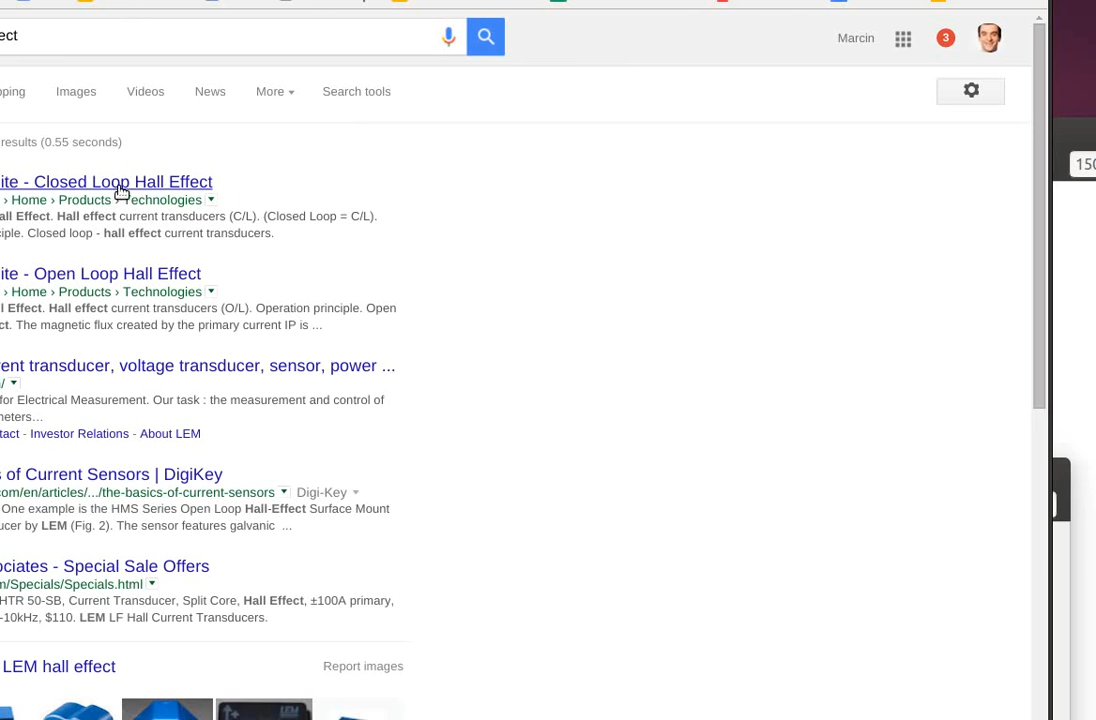 ect
Marcin
3
pping
Images
Videos
News
More
Search tools
results (0.55 seconds)
ite - Closed Loop Hall Effect
› Home › Products › Technologies
all Effect. Hall effect current transducers (C/L). (Closed Loop = C/L).
ciple. Closed loop - hall effect current transducers.
ite - Open Loop Hall Effect
› Home › Products › Technologies
l Effect. Hall effect current transducers (O/L). Operation principle. Open
ct. The magnetic flux created by the primary current IP is ...
rent transducer, voltage transducer, sensor, power ...
/
for Electrical Measurement. Our task : the measurement and control of
meters…
tact - Investor Relations - About LEM
s of Current Sensors | DigiKey
com/en/articles/.../the-basics-of-current-sensors
Digi-Key
One example is the HMS Series Open Loop Hall-Effect Surface Mount
ucer by LEM (Fig. 2). The sensor features galvanic ...
ociates - Special Sale Offers
m/Specials/Specials.html
HTR 50-SB, Current Transducer, Split Core, Hall Effect, ±100A primary,
-10kHz, $110. LEM LF Hall Current Transducers.
LEM hall effect
Report images
LEM
150